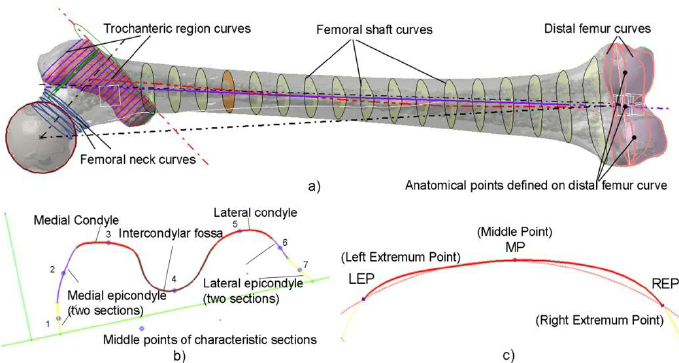 Trochanteric region curves
Femoral shaft curves
Distal femur curves
Femoral neck curves
Anatomical points defined on distal femur curve
a)
Medial Condyle
Intercondylar fossa
Lateral condyle
1
2
3
4
5
6
7
Medial epicondyle
(two sections)
Lateral epicondyle
(two sections)
Middle points of characteristic sections
b)
(Middle Point)
MP
(Left Extremum Point)
LEP
REP
(Right Extremum Point)
c)